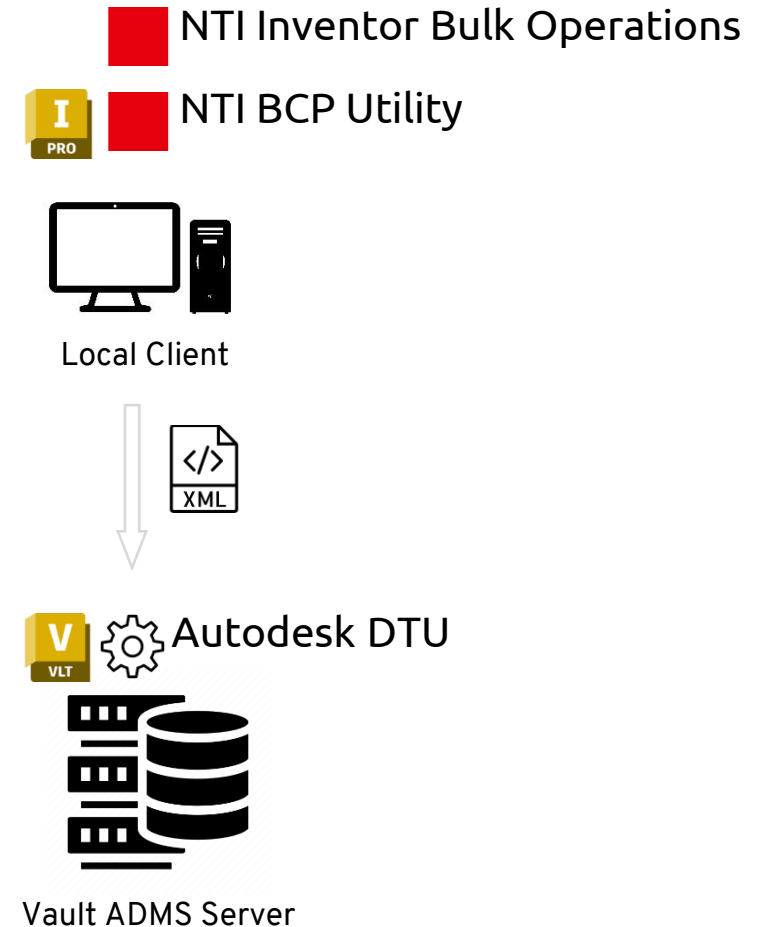 NTI Inventor Bulk Operations
I
PRO
NTI BCP Utility
Local Client
</>
XML
V
VLT
Autodesk DTU
Vault ADMS Server